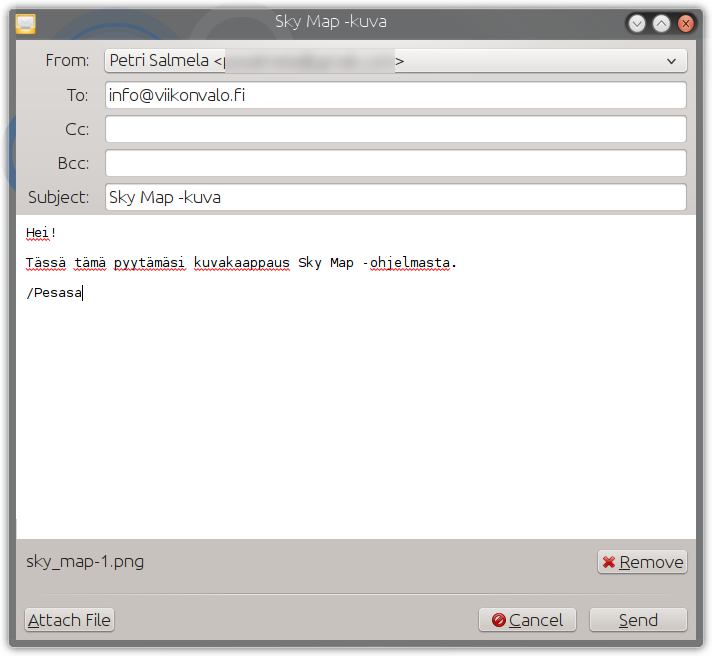 Sky Map -kuva
From: Petri Salmela < >
To: info@viikonvalo.fi
Cc:
Bcc:
Subject: Sky Map -kuva
Hei!
Tässä tämä pyytämäsi kuvakaappaus Sky Map -ohjelmasta.
/Pesasa
sky_map-1.png Remove
Attach File Cancel Send